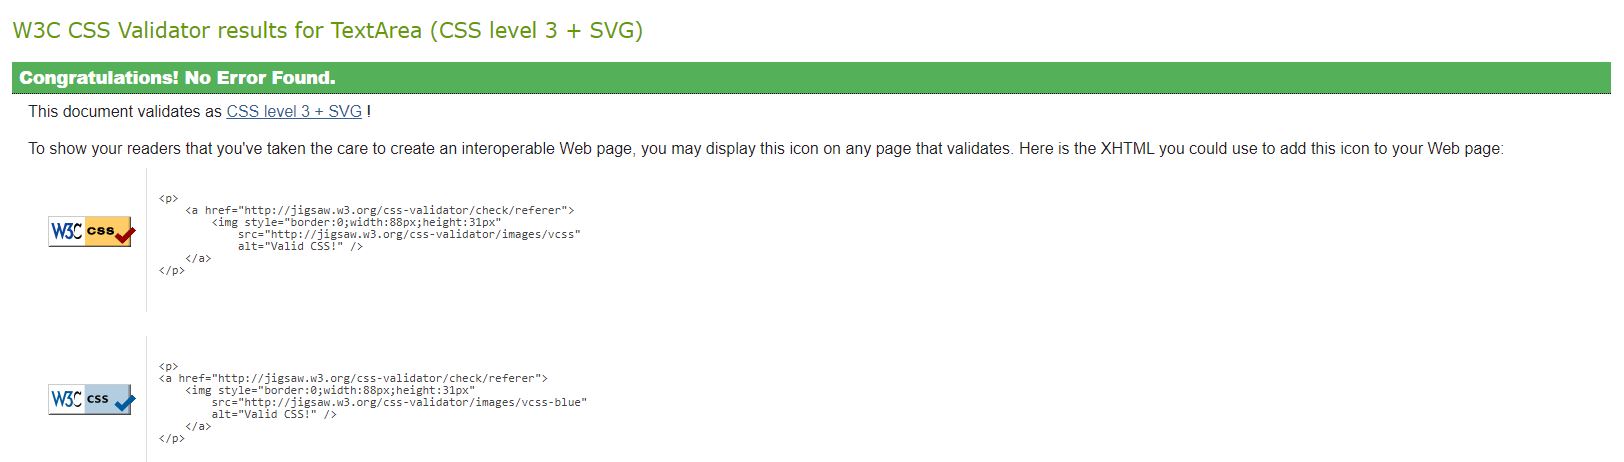 W3C CSS Validator results for TextArea (CSS level 3 + SVG)
Congratulations! No Error Found.
This document validates as CSS level 3 + SVG !
To show your readers that you've taken the care to create an interoperable Web page, you may display this icon on any page that validates. Here is the XHTML you could use to add this icon to your Web page:
W3C css
<p>
    <a href="http://jigsaw.w3.org/css-validator/check/referer">
        <img style="border:0;width:88px;height:31px"
            src="http://jigsaw.w3.org/css-validator/images/vcss"
            alt="Valid CSS!" />
    </a>
</p>
W3C css
<p>
<a href="http://jigsaw.w3.org/css-validator/check/referer">
    <img style="border:0;width:88px;height:31px"
        src="http://jigsaw.w3.org/css-validator/images/vcss-blue"
        alt="Valid CSS!" />
    </a>
</p>